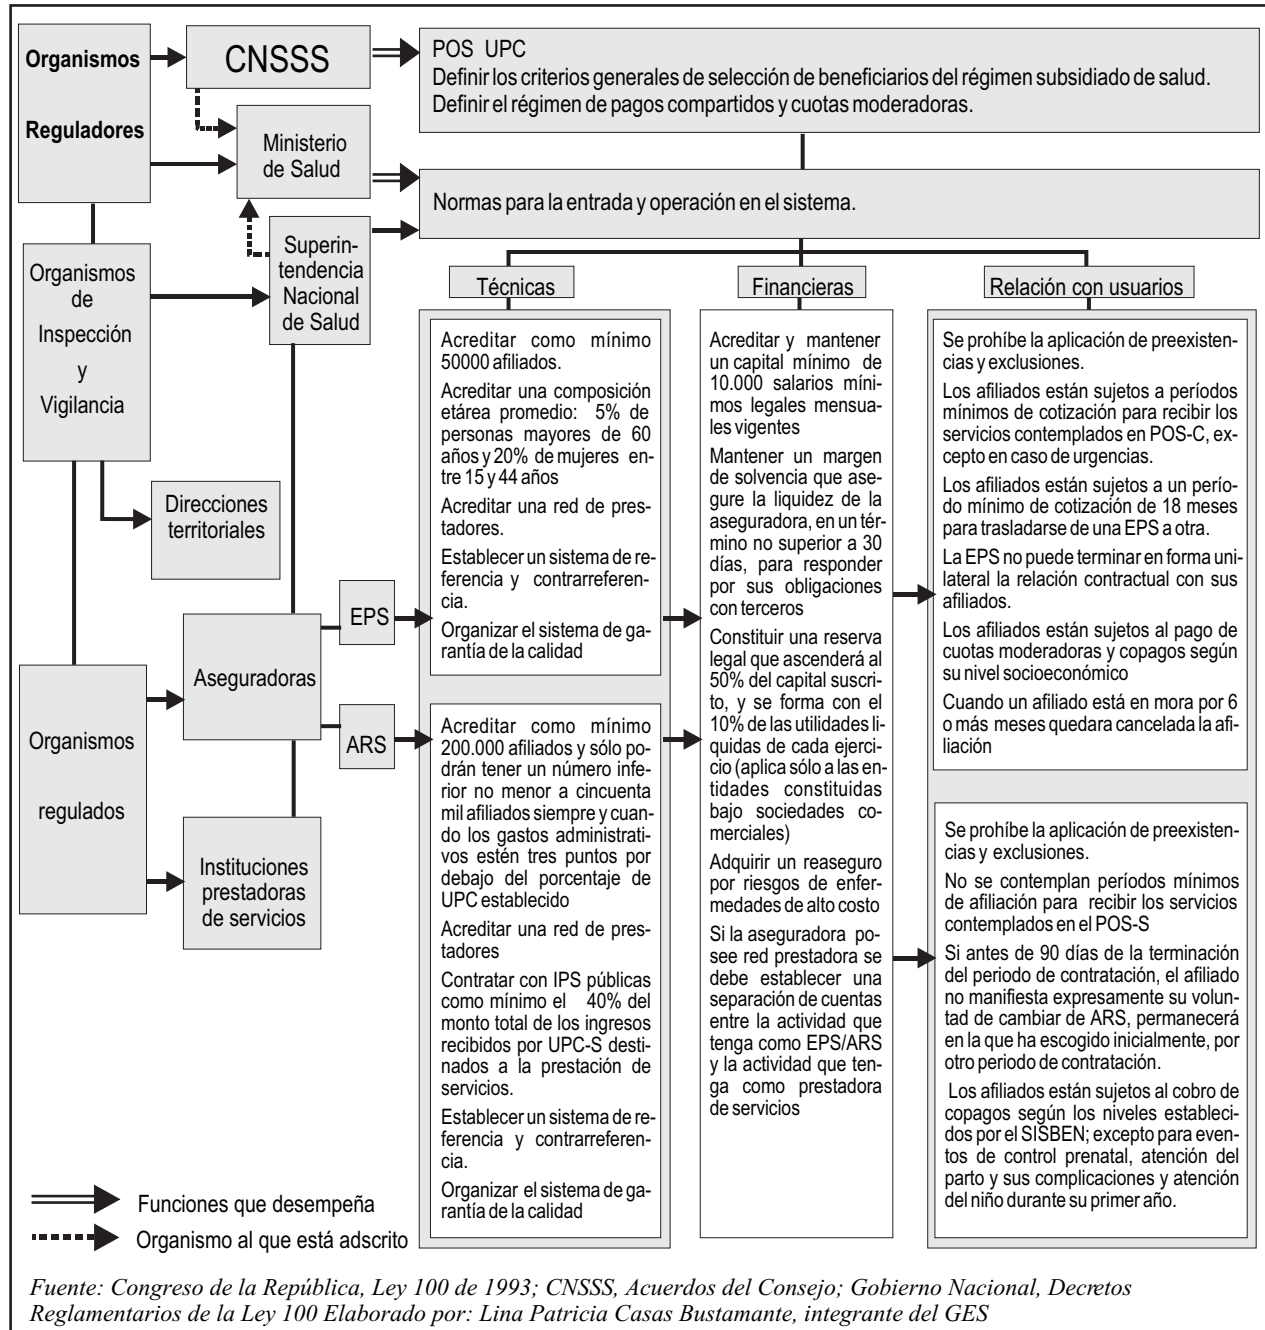 Organismos
Reguladores
CNSSS
POS UPC
Definir los criterios generales de selección de beneficiarios del régimen subsidiado de salud.
Definir el régimen de pagos compartidos y cuotas moderadoras.
Ministerio
de Salud
Normas para la entrada y operación en el sistema.
Organismos
de
Inspección
y
Vigilancia
Superin-
tendencia
Nacional
de Salud
Direcciones
territoriales
Organismos
regulados
Aseguradoras
Instituciones
prestadoras
de servicios
EPS
ARS
Técnicas
Acreditar como mínimo
50000 afiliados.
Acreditar una composición
etárea promedio: 5% de
personas mayores de 60
años y 20% de mujeres en-
tre 15 y 44 años
Acreditar una red de pres-
tadores.
Establecer un sistema de re-
ferencia y contrarreferen-
cia.
Organizar el sistema de ga-
rantía de la calidad
Acreditar como mínimo
200.000 afiliados y sólo po-
drán tener un número infe-
rior no menor a cincuenta
mil afiliados siempre y cuan-
do los gastos administrati-
vos estén tres puntos por
debajo del porcentaje de
UPC establecido
Acreditar una red de pres-
tadores
Contratar con IPS públicas
como mínimo el 40% del
monto total de los ingresos
recibidos por UPC-S desti-
nados a la prestación de
servicios.
Establecer un sistema de re-
ferencia y contrarreferen-
cia.
Organizar el sistema de ga-
rantía de la calidad
Financieras
Acreditar y mantener
un capital mínimo de
10.000 salarios míni-
mos legales mensua-
les vigentes
Mantener un margen
de solvencia que ase-
gure la liquidez de la
aseguradora, en un tér-
mino no superior a 30
días, para responder
por sus obligaciones
con terceros
Constituir una reserva
legal que ascenderá al
50% del capital suscri-
to, y se forma con el
10% de las utilidades li-
quidas de cada ejerci-
cio (aplica sólo a las en-
tidades constituidas
bajo sociedades co-
merciales)
Adquirir un reaseguro
por riesgos de enfer-
medades de alto costo
Si la aseguradora po-
see red prestadora se
debe establecer una
separación de cuentas
entre la actividad que
tenga como EPS/ARS
y la actividad que ten-
ga como prestadora
de servicios
Relación con usuarios
Se prohíbe la aplicación de preexisten-
cias y exclusiones.
Los afiliados están sujetos a períodos
mínimos de cotización para recibir los
servicios contemplados en POS-C, ex-
cepto en caso de urgencias.
Los afiliados están sujetos a un perío-
do mínimo de cotización de 18 meses
para trasladarse de una EPS a otra.
La EPS no puede terminar en forma uni-
lateral la relación contractual con sus
afiliados.
Los afiliados están sujetos al pago de
cuotas moderadoras y copagos según
su nivel socioeconómico
Cuando un afiliado está en mora por 6
o más meses quedara cancelada la afi-
liación
Se prohíbe la aplicación de preexisten-
cias y exclusiones.
No se contemplan períodos mínimos
de afiliación para recibir los servicios
contemplados en el POS-S
Si antes de 90 días de la terminación
del periodo de contratación, el afiliado
no manifiesta expresamente su volun-
tad de cambiar de ARS, permanecerá
en la que ha escogido inicialmente, por
otro periodo de contratación.
Los afiliados están sujetos al cobro de
copagos según los niveles estableci-
dos por el SISBEN; excepto para even-
tos de control prenatal, atención del
parto y sus complicaciones y atención
del niño durante su primer año.
Funciones que desempeña
Organismo al que está adscrito
Fuente: Congreso de la República, Ley 100 de 1993; CNSSS, Acuerdos del Consejo; Gobierno Nacional, Decretos
Reglamentarios de la Ley 100 Elaborado por: Lina Patricia Casas Bustamante, integrante del GES